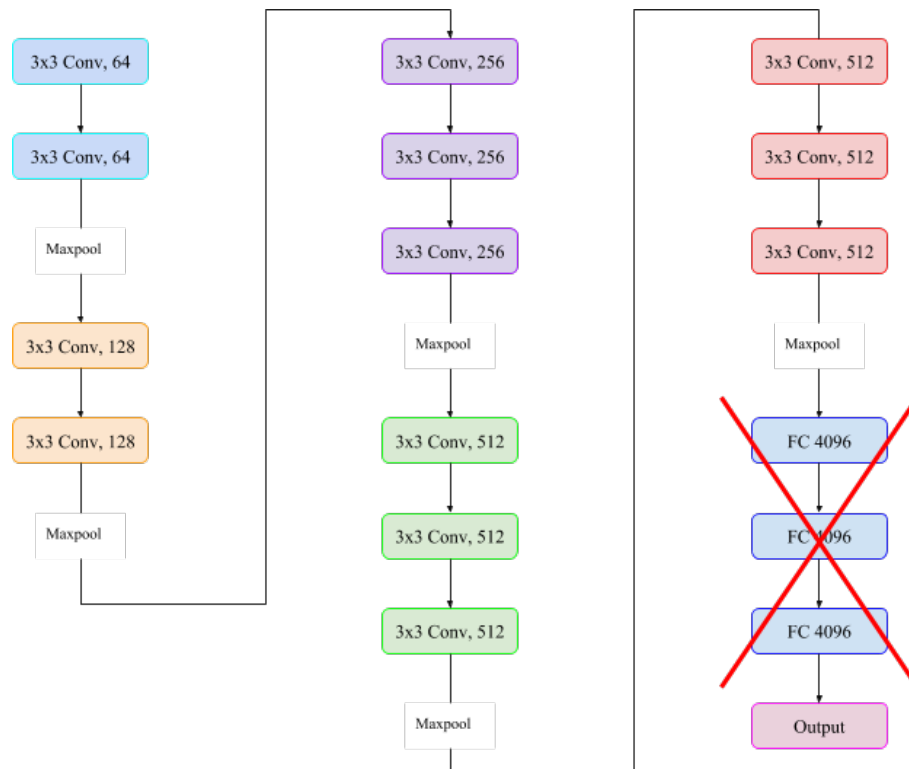 3x3 Conv, 64
3x3 Conv, 64
Maxpool
3x3 Conv, 128
3x3 Conv, 128
Maxpool
3x3 Conv, 256
3x3 Conv, 256
3x3 Conv, 256
Maxpool
3x3 Conv, 512
3x3 Conv, 512
3x3 Conv, 512
Maxpool
3x3 Conv, 512
3x3 Conv, 512
3x3 Conv, 512
Maxpool
FC 4096
FC 4096
FC 4096
Output